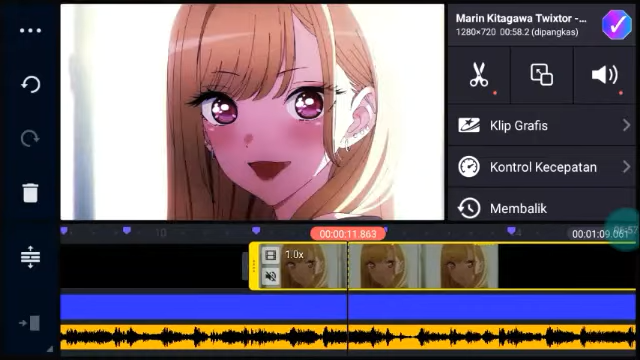 Marin Kitagawa Twixtor -...
1280×720 00:58.2 (dipangkas)
Klip Grafis
Kontrol Kecepatan
Membalik
10
00:00:11.863
00:01:09.061
1.0x